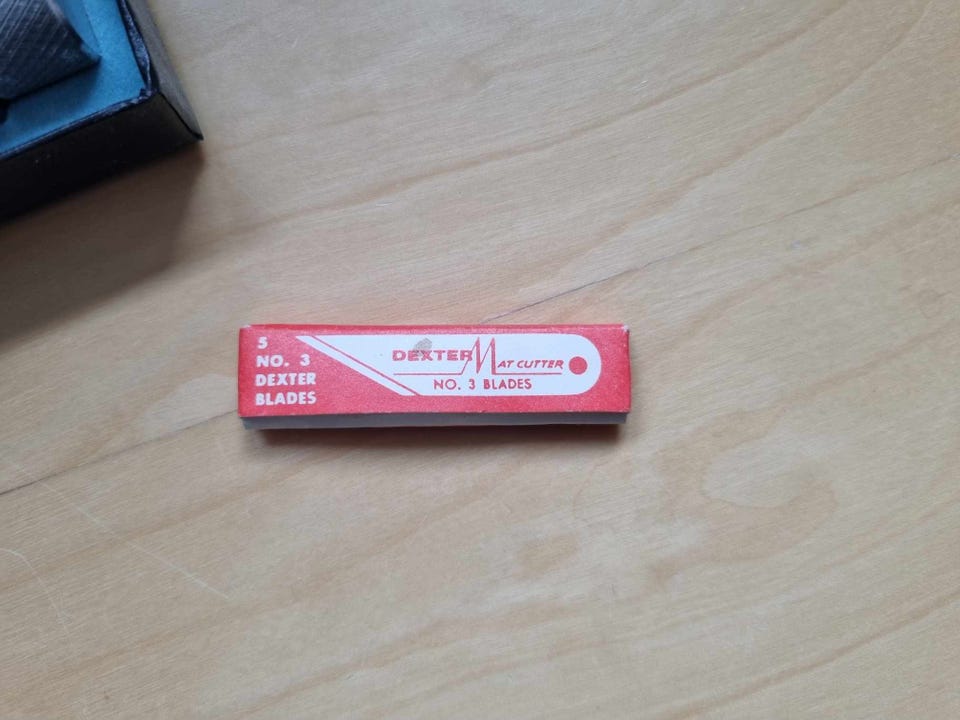 5
NO. 3
DEXTER
BLADES
DEXTER MAT CUTTER
NO. 3 BLADES